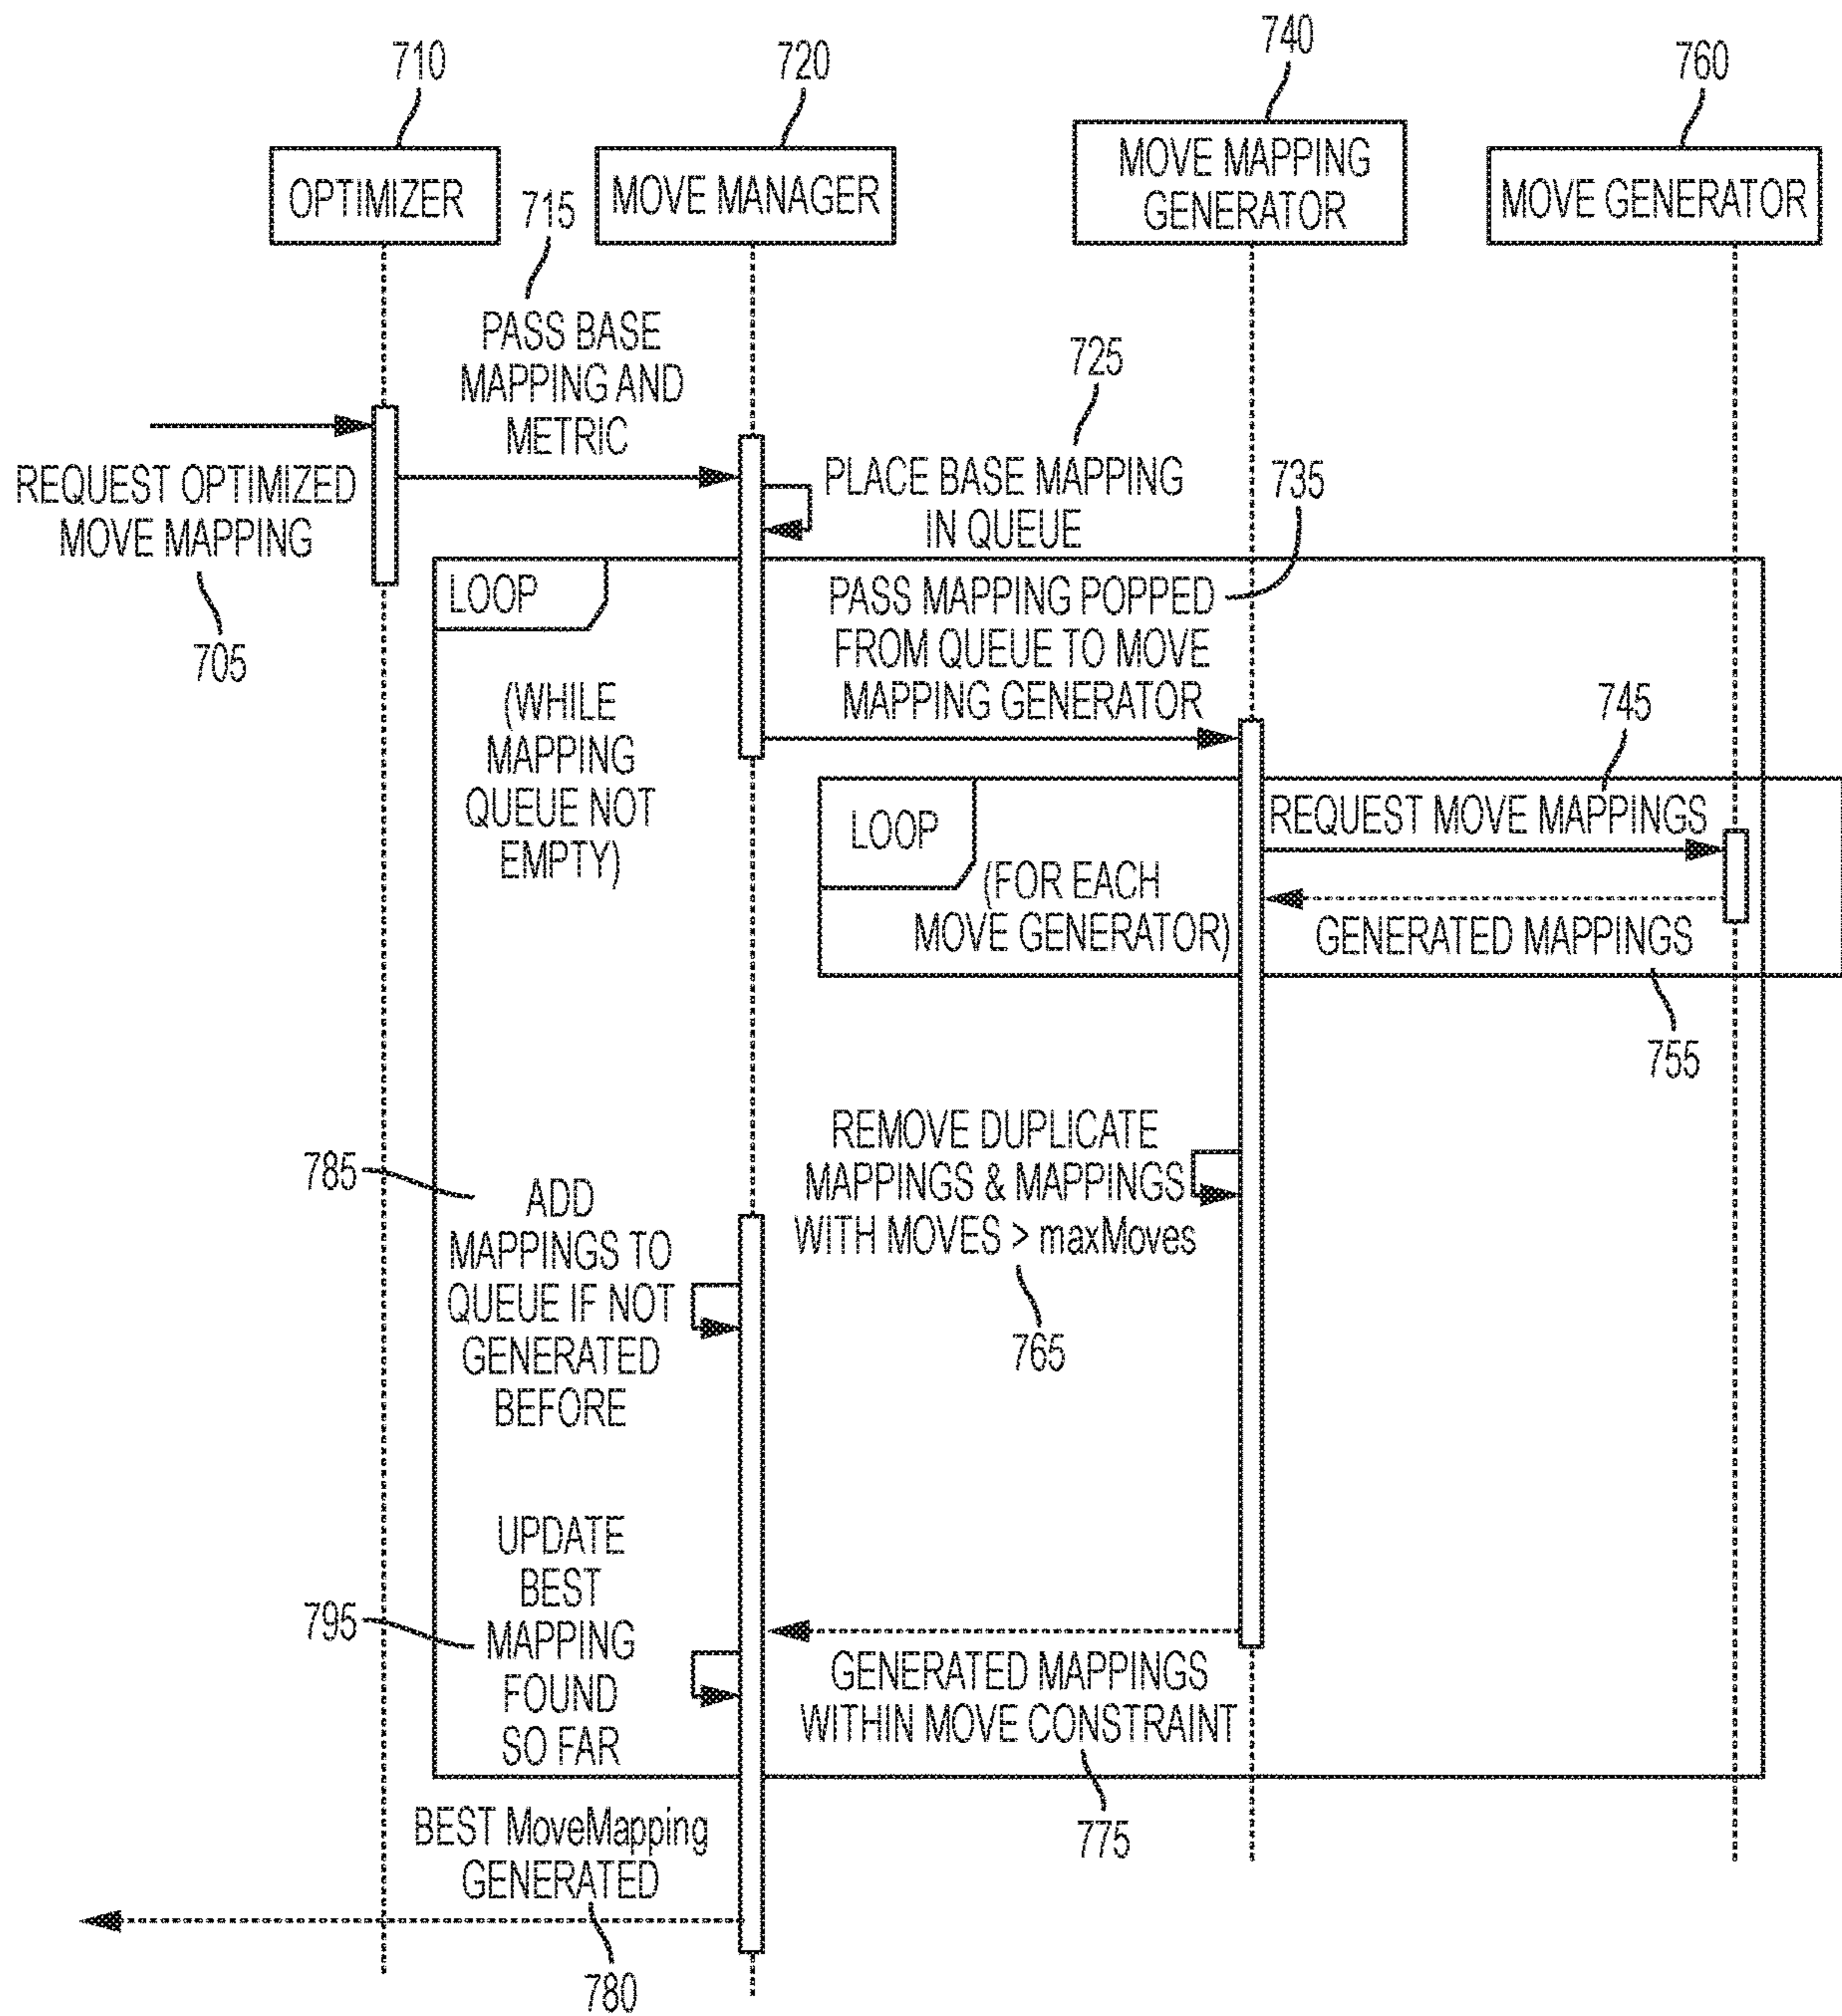 710
720
740
760
OPTIMIZER
MOVE MANAGER
MOVE MAPPING
GENERATOR
MOVE GENERATOR
715
PASS BASE
MAPPING AND
METRIC
725
REQUEST OPTIMIZED
MOVE MAPPING
705
PLACE BASE MAPPING
IN QUEUE
735
LOOP
(WHILE
MAPPING
QUEUE NOT
EMPTY)
PASS MAPPING POPPED
FROM QUEUE TO MOVE
MAPPING GENERATOR
745
LOOP
(FOR EACH
MOVE GENERATOR)
REQUEST MOVE MAPPINGS
GENERATED MAPPINGS
755
REMOVE DUPLICATE
MAPPINGS & MAPPINGS
WITH MOVES > maxMoves
765
785
ADD
MAPPINGS TO
QUEUE IF NOT
GENERATED
BEFORE
795
UPDATE
BEST
MAPPING
FOUND
SO FAR
GENERATED MAPPINGS
WITHIN MOVE CONSTRAINT
775
BEST MoveMapping
GENERATED
780